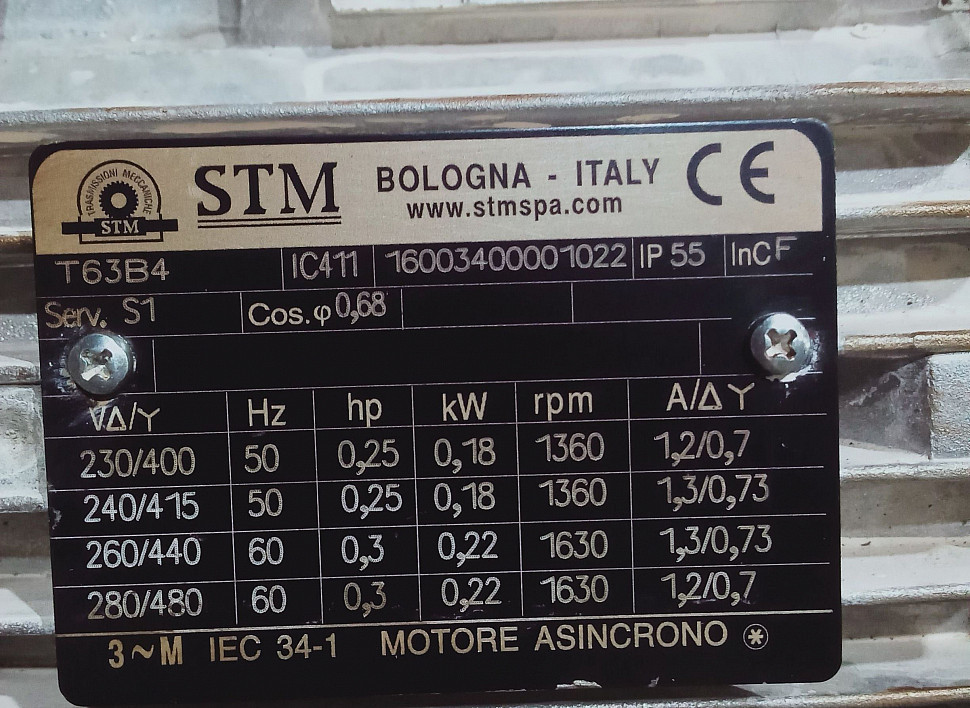 TRASMISSIONI MECCANICHE
STM
STM
BOLOGNA - ITALY
www.stmspa.com
CE
T63B4 IC411 16003400001022 IP 55 InCF
Serv. S1 Cos.φ 0,68
VΔ/Y Hz hp kW rpm A/Δ Y
230/400 50 0,25 0,18 1360 1,2/0,7
240/415 50 0,25 0,18 1360 1,3/0,73
260/440 60 0,3 0,22 1630 1,3/0,73
280/480 60 0,3 0,22 1630 1,2/0,7
3~M IEC 34-1 MOTORE ASINCRONO ⊛